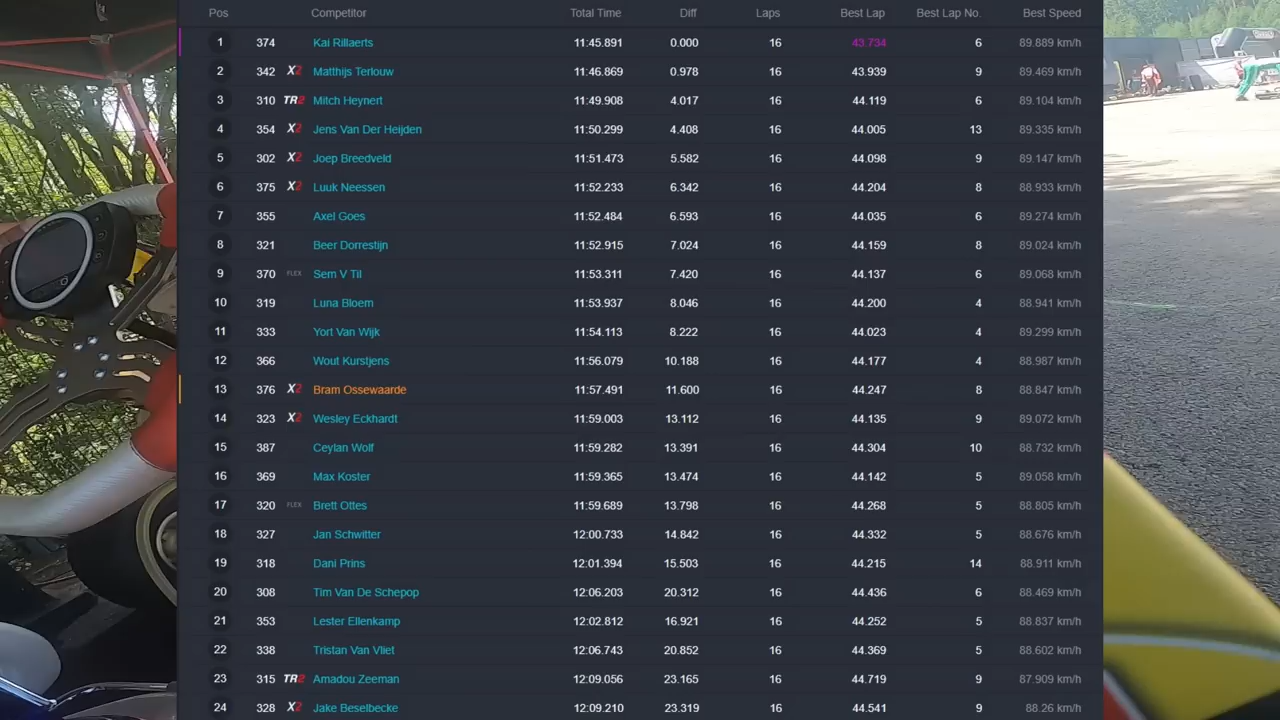 Pos Competitor Total Time Diff Laps Best Lap Best Lap No. Best Speed
1 374 Kai Rillaerts 11:45.891 0.000 16 43.734 6 89.889 km/h
2 342 X2 Matthijs Terlouw 11:46.869 0.978 16 43.939 9 89.469 km/h
3 310 TR2 Mitch Heynert 11:49.908 4.017 16 44.119 6 89.104 km/h
4 354 X2 Jens Van Der Heijden 11:50.299 4.408 16 44.005 13 89.335 km/h
5 302 X2 Joep Breedveld 11:51.473 5.582 16 44.098 9 89.147 km/h
6 375 X2 Luuk Neessen 11:52.233 6.342 16 44.204 8 88.933 km/h
7 355 Axel Goes 11:52.484 6.593 16 44.035 6 89.274 km/h
8 321 Beer Dorrestijn 11:52.915 7.024 16 44.159 8 89.024 km/h
9 370 FLEX Sem V Til 11:53.311 7.420 16 44.137 6 89.068 km/h
10 319 Luna Bloem 11:53.937 8.046 16 44.200 4 88.941 km/h
11 333 Yort Van Wijk 11:54.113 8.222 16 44.023 4 89.299 km/h
12 366 Wout Kurstjens 11:56.079 10.188 16 44.177 4 88.987 km/h
13 376 X2 Bram Ossewaarde 11:57.491 11.600 16 44.247 8 88.847 km/h
14 323 X2 Wesley Eckhardt 11:59.003 13.112 16 44.135 9 89.072 km/h
15 387 Ceylan Wolf 11:59.282 13.391 16 44.304 10 88.732 km/h
16 369 Max Koster 11:59.365 13.474 16 44.142 5 89.058 km/h
17 320 FLEX Brett Ottes 11:59.689 13.798 16 44.268 5 88.805 km/h
18 327 Jan Schwitter 12:00.733 14.842 16 44.332 5 88.676 km/h
19 318 Dani Prins 12:01.394 15.503 16 44.215 14 88.911 km/h
20 308 Tim Van De Schepop 12:06.203 20.312 16 44.436 6 88.469 km/h
21 353 Lester Ellenkamp 12:02.812 16.921 16 44.252 5 88.837 km/h
22 338 Tristan Van Vliet 12:06.743 20.852 16 44.369 5 88.602 km/h
23 315 TR2 Amadou Zeeman 12:09.056 23.165 16 44.719 9 87.909 km/h
24 328 X2 Jake Beselbecke 12:09.210 23.319 16 44.541 9 88.26 km/h